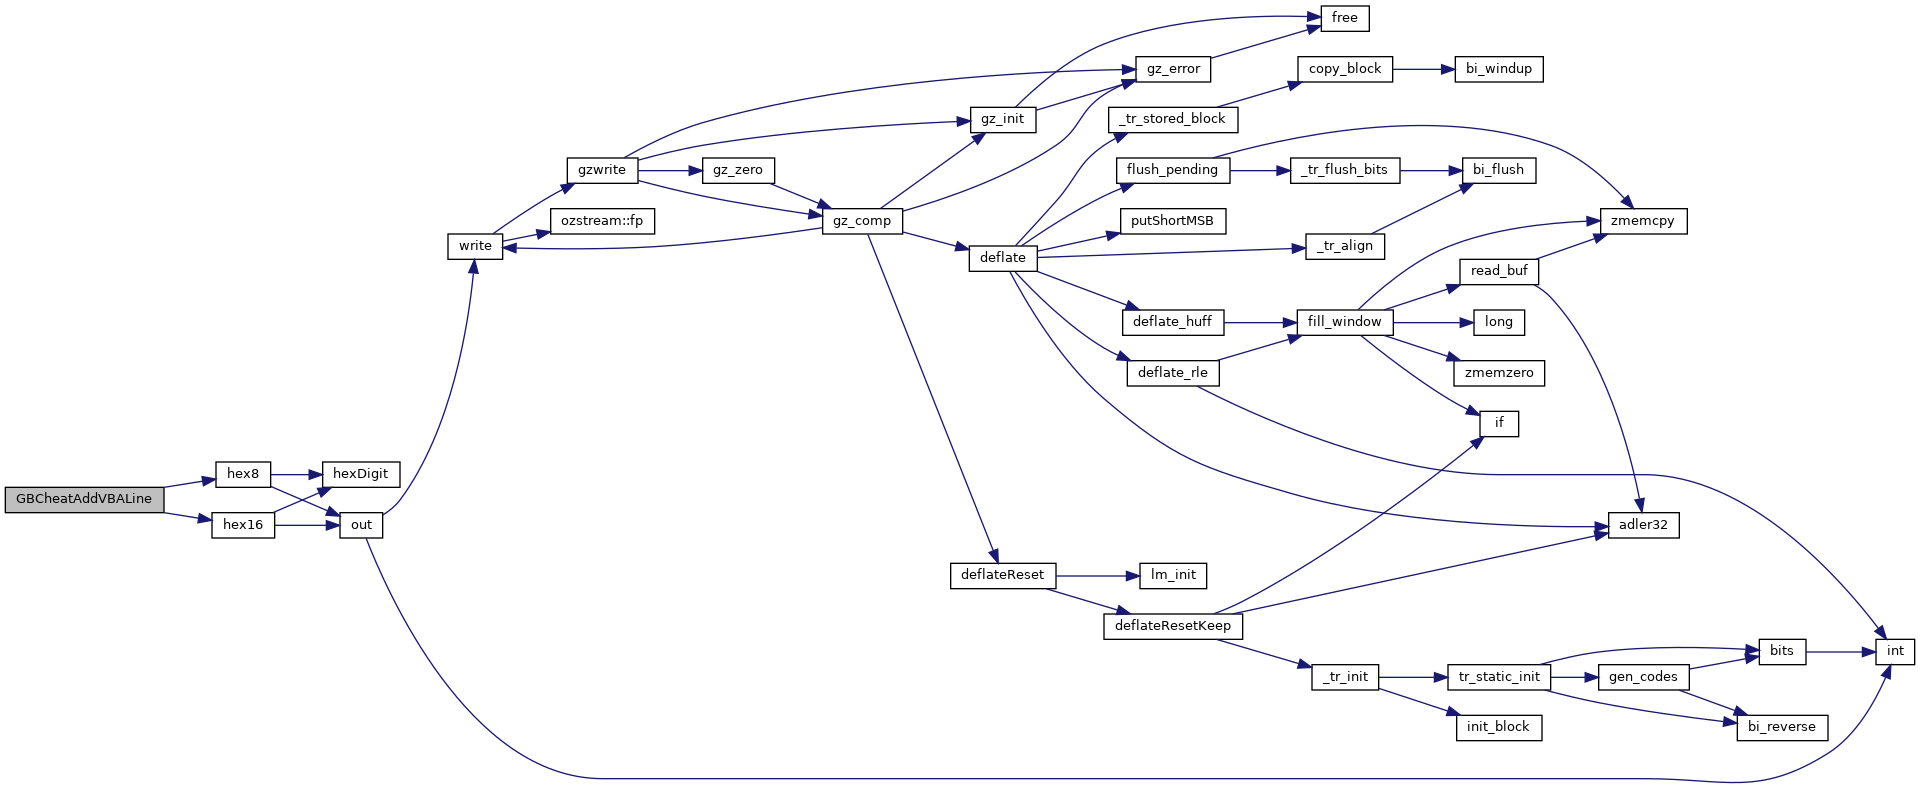 free
gz_error
copy_block
bi_windup
gz_init
_tr_stored_block
gzwrite
gz_zero
flush_pending
_tr_flush_bits
bi_flush
ozstream::fp
gz_comp
putShortMSB
zmemcpy
write
deflate
_tr_align
read_buf
deflate_huff
fill_window
long
deflate_rle
zmemzero
if
hex8
hexDigit
GBCheatAddVBALine
hex16
out
adler32
deflateReset
lm_init
deflateResetKeep
bits
int
_tr_init
tr_static_init
gen_codes
init_block
bi_reverse